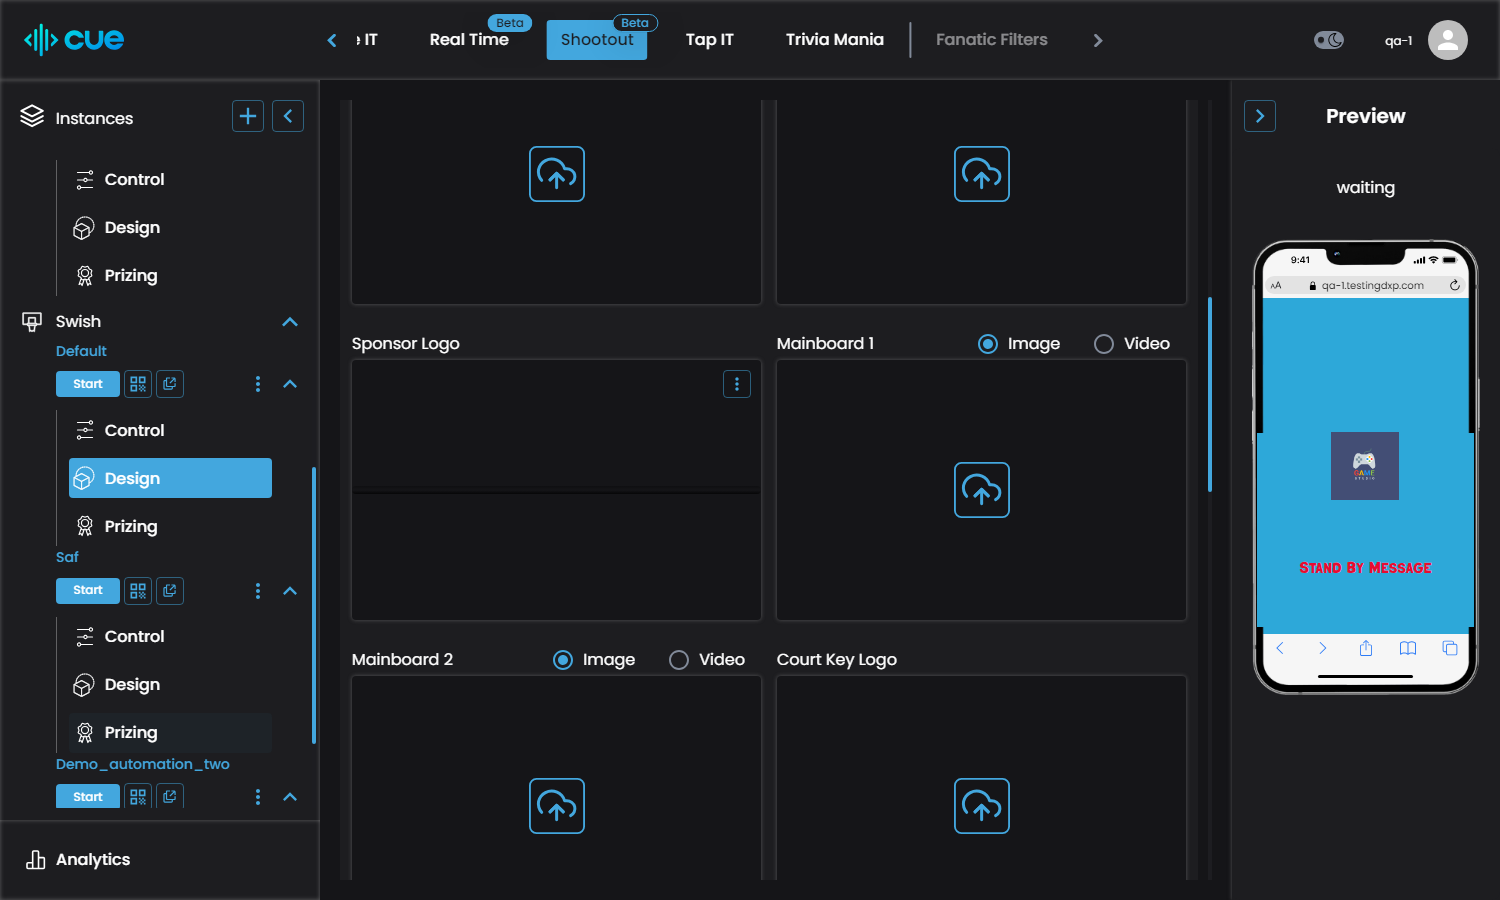 cue
e IT
Real Time
Beta
Shootout
Beta
Tap IT
Trivia Mania
Fanatic Filters
qa-1
Instances
Control
Design
Prizing
Swish
Default
Start
Control
Design
Prizing
Saf
Start
Control
Design
Prizing
Demo_automation_two
Start
Analytics
Sponsor Logo
Mainboard 1
Image
Video
Mainboard 2
Image
Video
Court Key Logo
Preview
waiting
9:41
AA
qa-1.testingdxp.com
GAME
STUDIO
Stand By Message